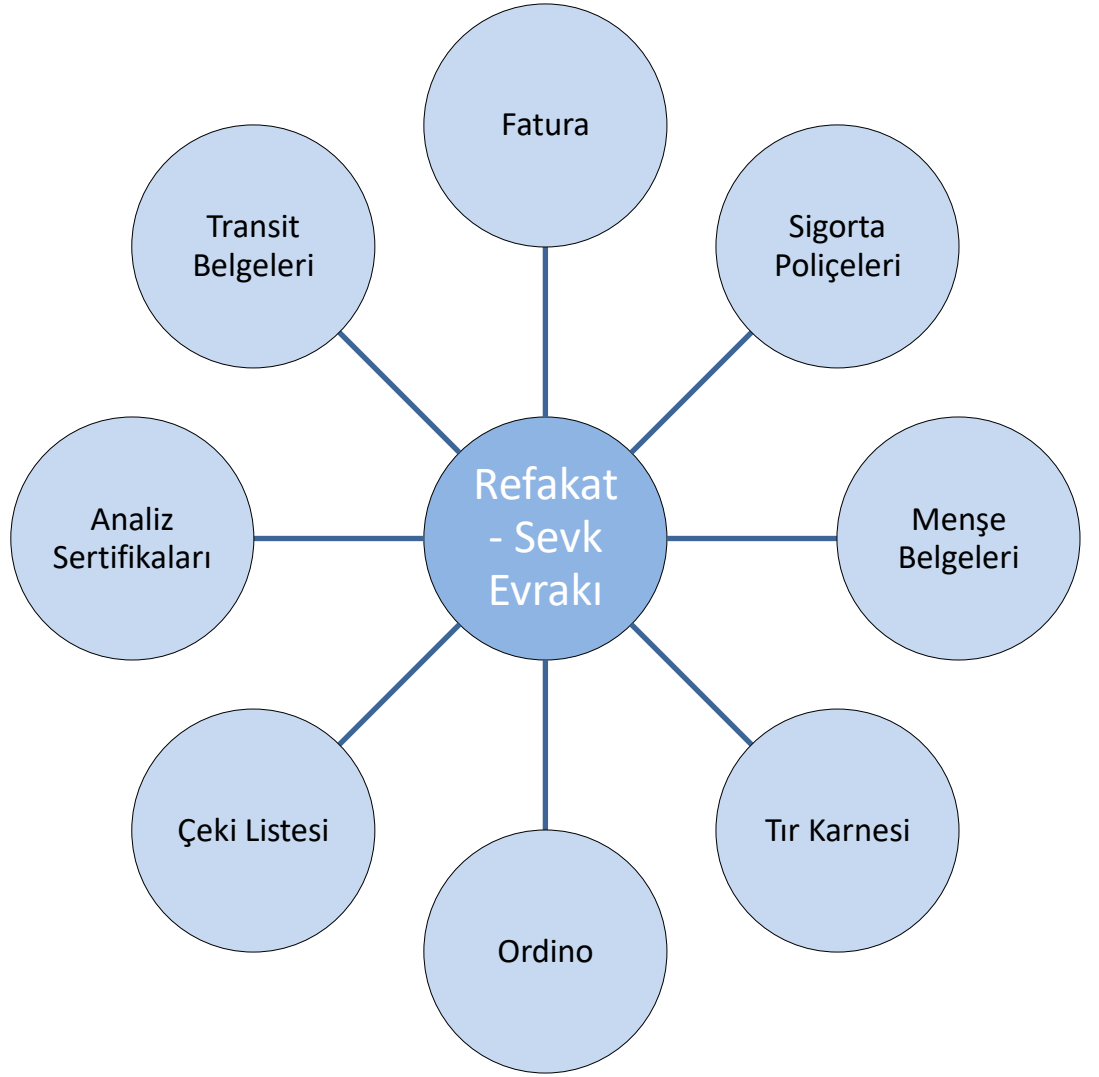 Fatura
Sigorta
Poliçeleri
Menşe
Belgeleri
Tır Karnesi
Ordino
Çeki Listesi
Analiz
Sertifikaları
Transit
Belgeleri
Refakat
- Sevk
Evrakı